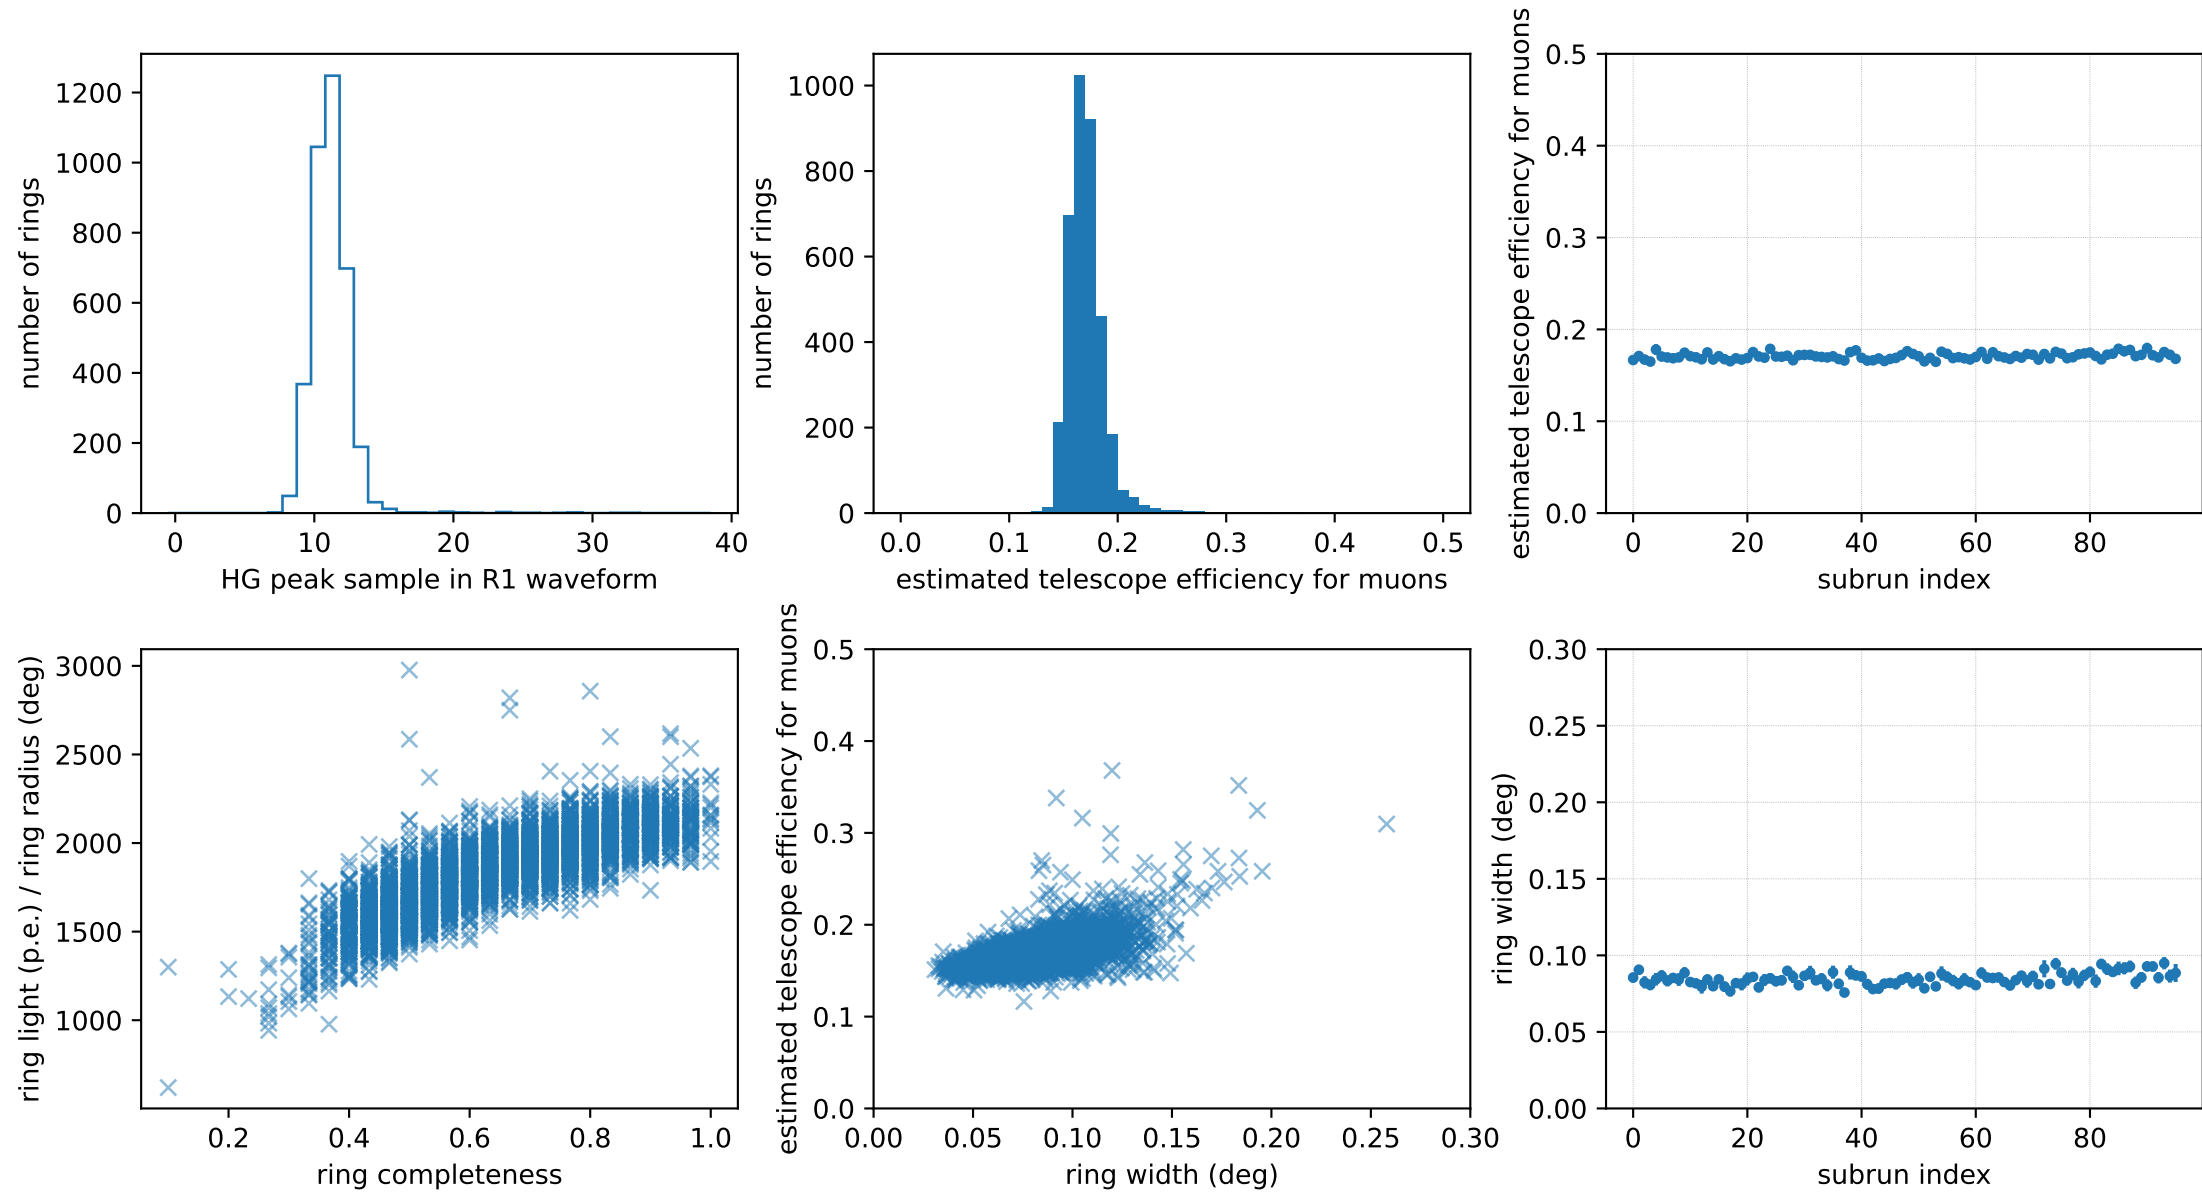 number of rings
1200
1000
800
600
400
200
0
0 10 20 30 40
HG peak sample in R1 waveform
number of rings
1000
800
600
400
200
0
0.0 0.1 0.2 0.3 0.4 0.5
estimated telescope efficiency for muons
estimated telescope efficiency for muons
0.5
0.4
0.3
0.2
0.1
0.0
0 20 40 60 80
subrun index
ring light (p.e.) / ring radius (deg)
3000
2500
2000
1500
1000
0.2 0.4 0.6 0.8 1.0
ring completeness
estimated telescope efficiency for muons
0.5
0.4
0.3
0.2
0.1
0.0
0.00 0.05 0.10 0.15 0.20 0.25 0.30
ring width (deg)
ring width (deg)
0.30
0.25
0.20
0.15
0.10
0.05
0.00
0 20 40 60 80
subrun index